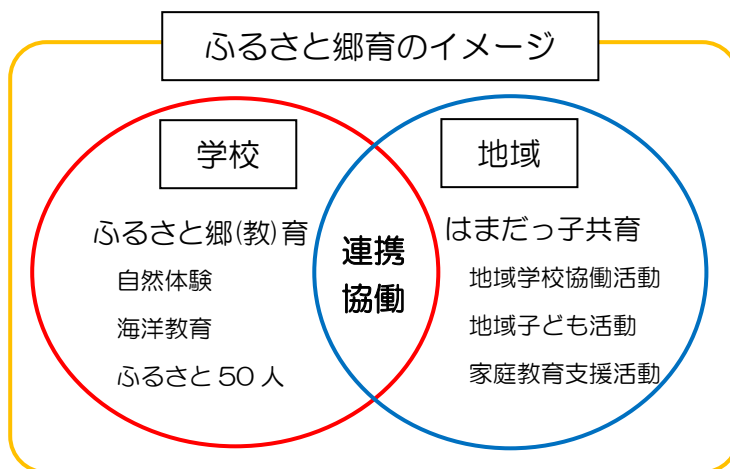 ふるさと郷育のイメージ
学校
ふるさと郷(教)育
自然体験
海洋教育
ふるさと50人
連携
協働
地域
はまだっ子共育
地域学校協働活動
地域子ども活動
家庭教育支援活動